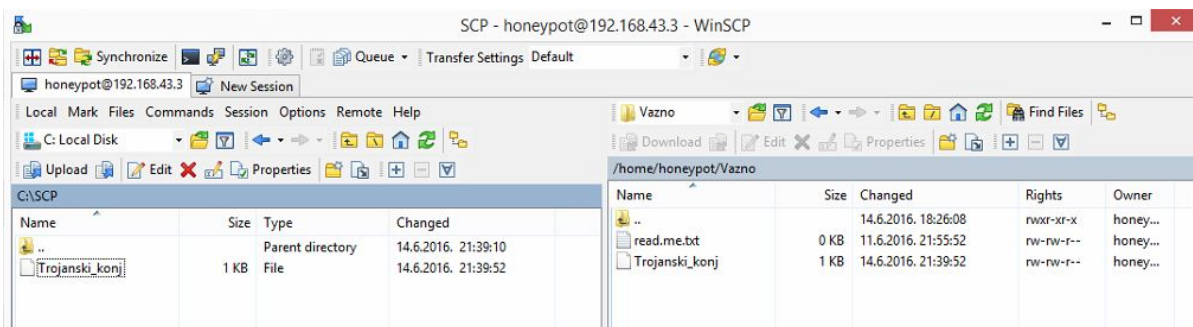 SCP - honeypot@192.168.43.3 - WinSCP
Synchronize Queue Transfer Settings Default
honeypot@192.168.43.3 New Session
Local Mark Files Commands Session Options Remote Help
C: Local Disk
Upload Edit Properties
C:\SCP
Name Size Type Changed
.. Parent directory 14.6.2016. 21:39:10
Trojanski_konj 1 KB File 14.6.2016. 21:39:52
Vazno Find Files
Download Edit Properties
/home/honeypot/Vazno
Name Size Changed Rights Owner
.. 14.6.2016. 18:26:08 rwxr-xr-x honey...
read.me.txt 0 KB 11.6.2016. 21:55:52 rw-rw-r-- honey...
Trojanski_konj 1 KB 14.6.2016. 21:39:52 rw-rw-r-- honey...